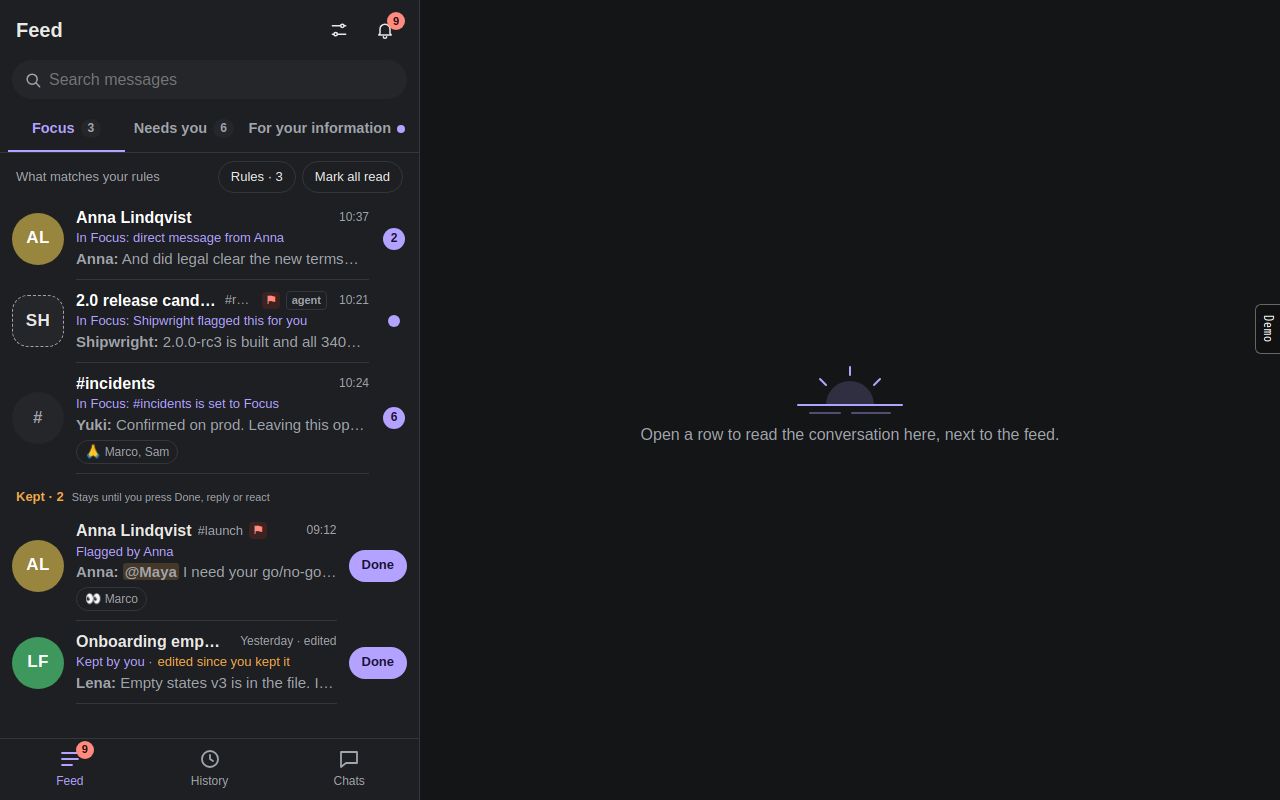 Feed
9
Search messages
Focus 3
Needs you 6
For your information
What matches your rules
Rules · 3
Mark all read
AL
Anna Lindqvist 10:37
In Focus: direct message from Anna
Anna: And did legal clear the new terms…
2
SH
2.0 release cand… #r… agent 10:21
In Focus: Shipwright flagged this for you
Shipwright: 2.0.0-rc3 is built and all 340…
#
#incidents 10:24
In Focus: #incidents is set to Focus
Yuki: Confirmed on prod. Leaving this op…
6
🙏 Marco, Sam
Kept · 2 Stays until you press Done, reply or react
AL
Anna Lindqvist #launch 09:12
Flagged by Anna
Anna: @Maya I need your go/no-go…
Done
👀 Marco
LF
Onboarding emp… Yesterday · edited
Kept by you · edited since you kept it
Lena: Empty states v3 is in the file. I…
Done
9
Feed
History
Chats
Open a row to read the conversation here, next to the feed.
Demo